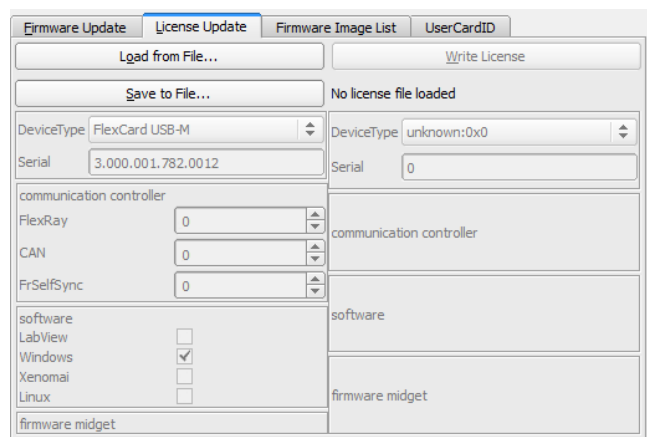 Firmware Update License Update Firmware Image List UserCardID
Load from File... Write License
Save to File... No license file loaded
DeviceType FlexCard USB-M DeviceType unknown:0x0
Serial 3.000.001.782.0012 Serial 0
communication controller
FlexRay 0
communication controller
CAN 0
FrSelfSync 0
software software
LabView
Windows
Xenomai
Linux firmware midget
firmware midget